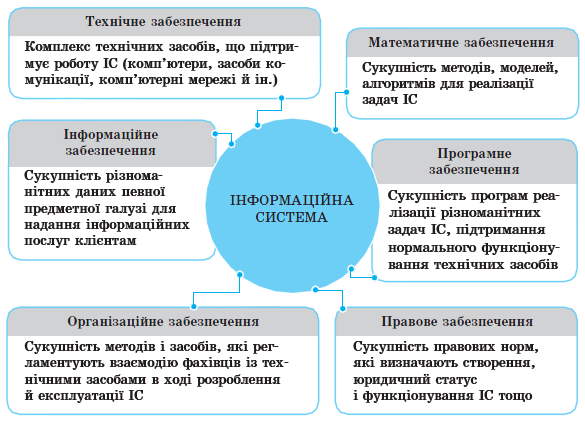 Технічне забезпечення
Комплекс технічних засобів, що підтри-
мує роботу ІС (комп’ютери, засоби ко-
мунікації, комп’ютерні мережі й ін.)
Математичне забезпечення
Сукупність методів, моделей,
алгоритмів для реалізації
задач ІС
Інформаційне
забезпечення
Сукупність різнома-
нітних даних певної
предметної галузі для
надання інформаційних
послуг клієнтам
ІНФОРМАЦІЙНА
СИСТЕМА
Програмне
забезпечення
Сукупність програм реа-
лізації різноманітних
задач ІС, підтримання
нормального функціону-
вання технічних засобів
Організаційне забезпечення
Сукупність методів і засобів, які рег-
ламентують взаємодію фахівців із тех-
нічними засобами в ході розроблення
й експлуатації ІС
Правове забезпечення
Сукупність правових норм,
які визначають створення,
юридичний статус
і функціонування ІС тощо